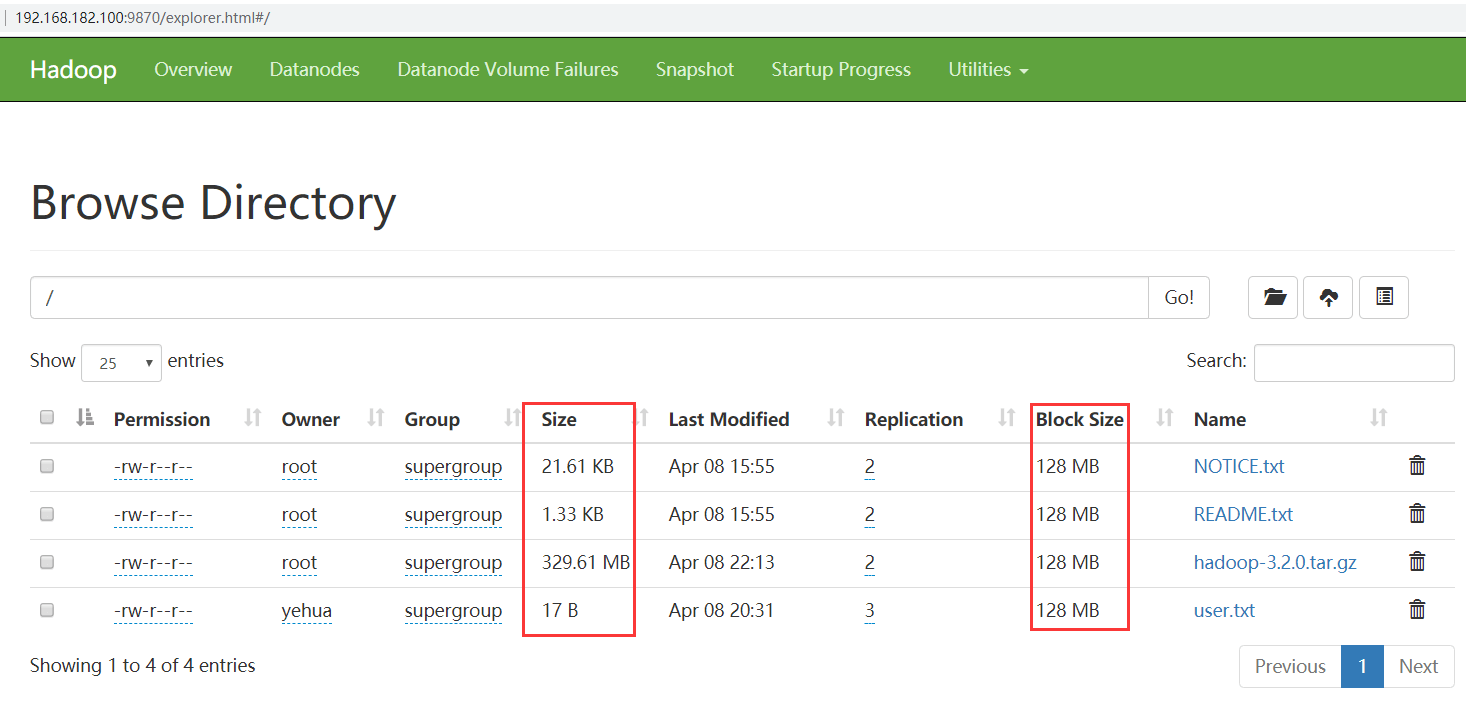 192.168.182.100:9870/explorer.html#/
Hadoop Overview Datanodes Datanode Volume Failures Snapshot Startup Progress Utilities
Browse Directory
/ Go!
Show 25 entries Search:
Permission Owner Group Size Last Modified Replication Block Size Name
-rw-r--r-- root supergroup 21.61 KB Apr 08 15:55 2 128 MB NOTICE.txt
-rw-r--r-- root supergroup 1.33 KB Apr 08 15:55 2 128 MB README.txt
-rw-r--r-- root supergroup 329.61 MB Apr 08 22:13 2 128 MB hadoop-3.2.0.tar.gz
-rw-r--r-- yehua supergroup 17 B Apr 08 20:31 3 128 MB user.txt
Showing 1 to 4 of 4 entries Previous 1 Next